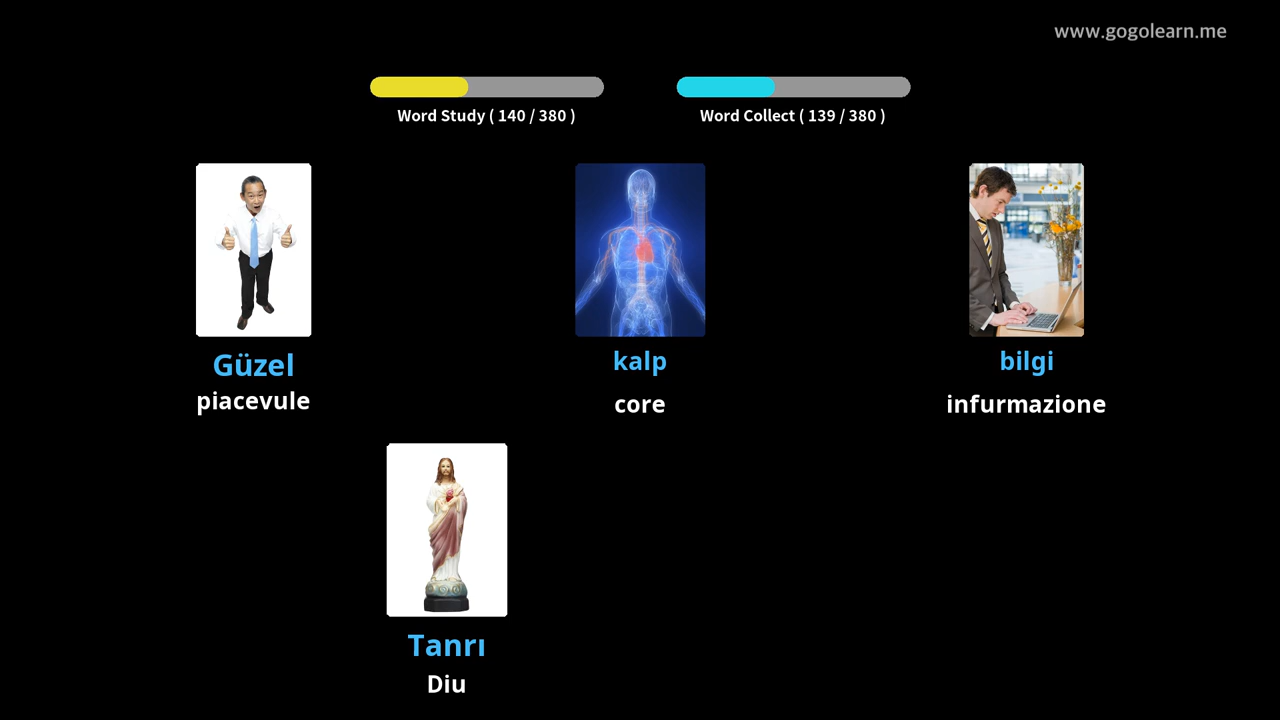 www.gogolearn.me
Word Study ( 140 / 380 )
Word Collect ( 139 / 380 )
Güzel
piacevule
kalp
core
bilgi
infurmazione
Tanrı
Diu